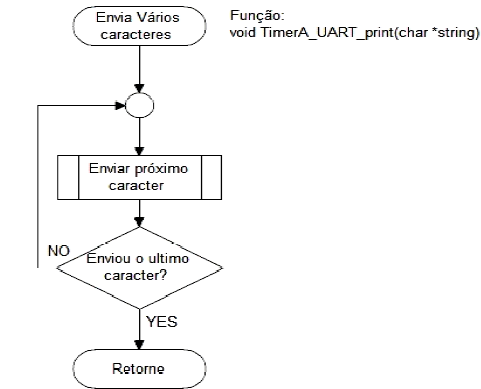 Envia Vários
caracteres
Função:
void TimerA_UART_print(char *string)
Enviar próximo
caracter
NO
Enviou o ultimo
caracter?
YES
Retorne